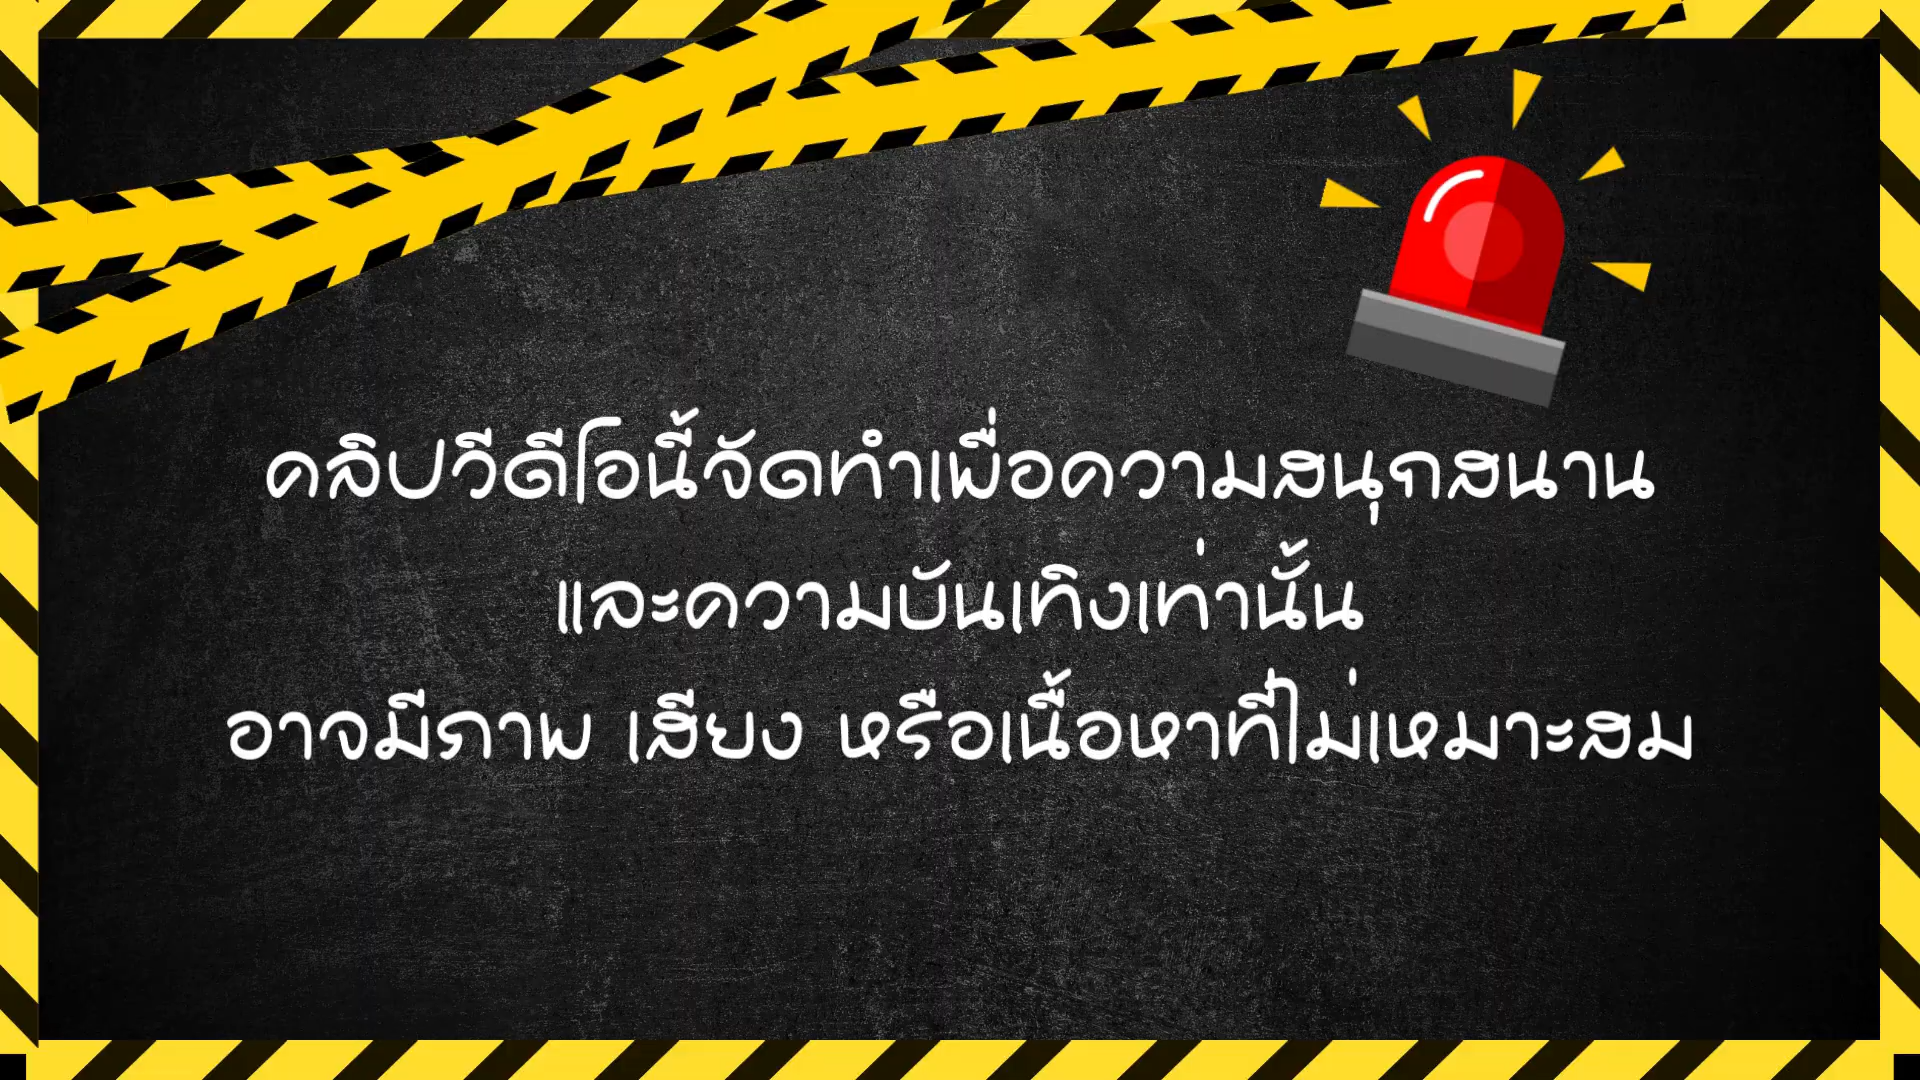 คลิปวีดีโอนี้จัดทำเพื่อความสนุกสนาน
และความบันเทิงเท่านั้น
อาจมีภาพ เสียง หรือเนื้อหาที่ไม่เหมาะสม